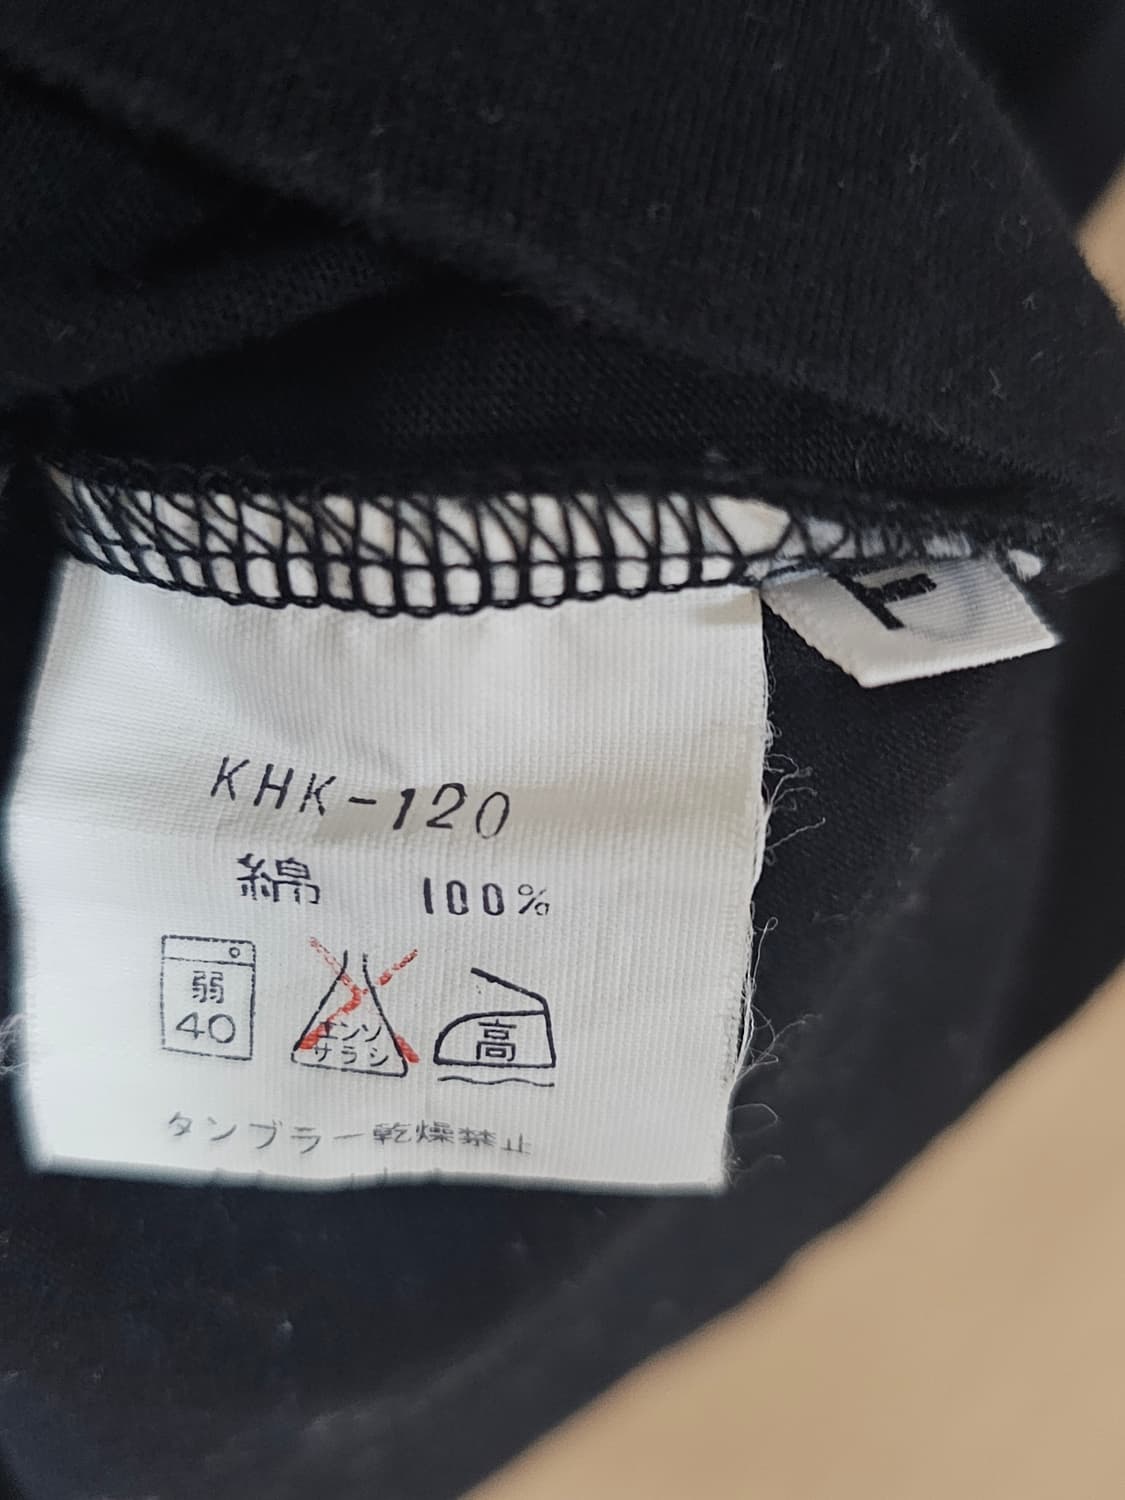 KHK-120
綿 100%
弱
40
エンソ
サラシ
高
タンブラー乾燥禁止